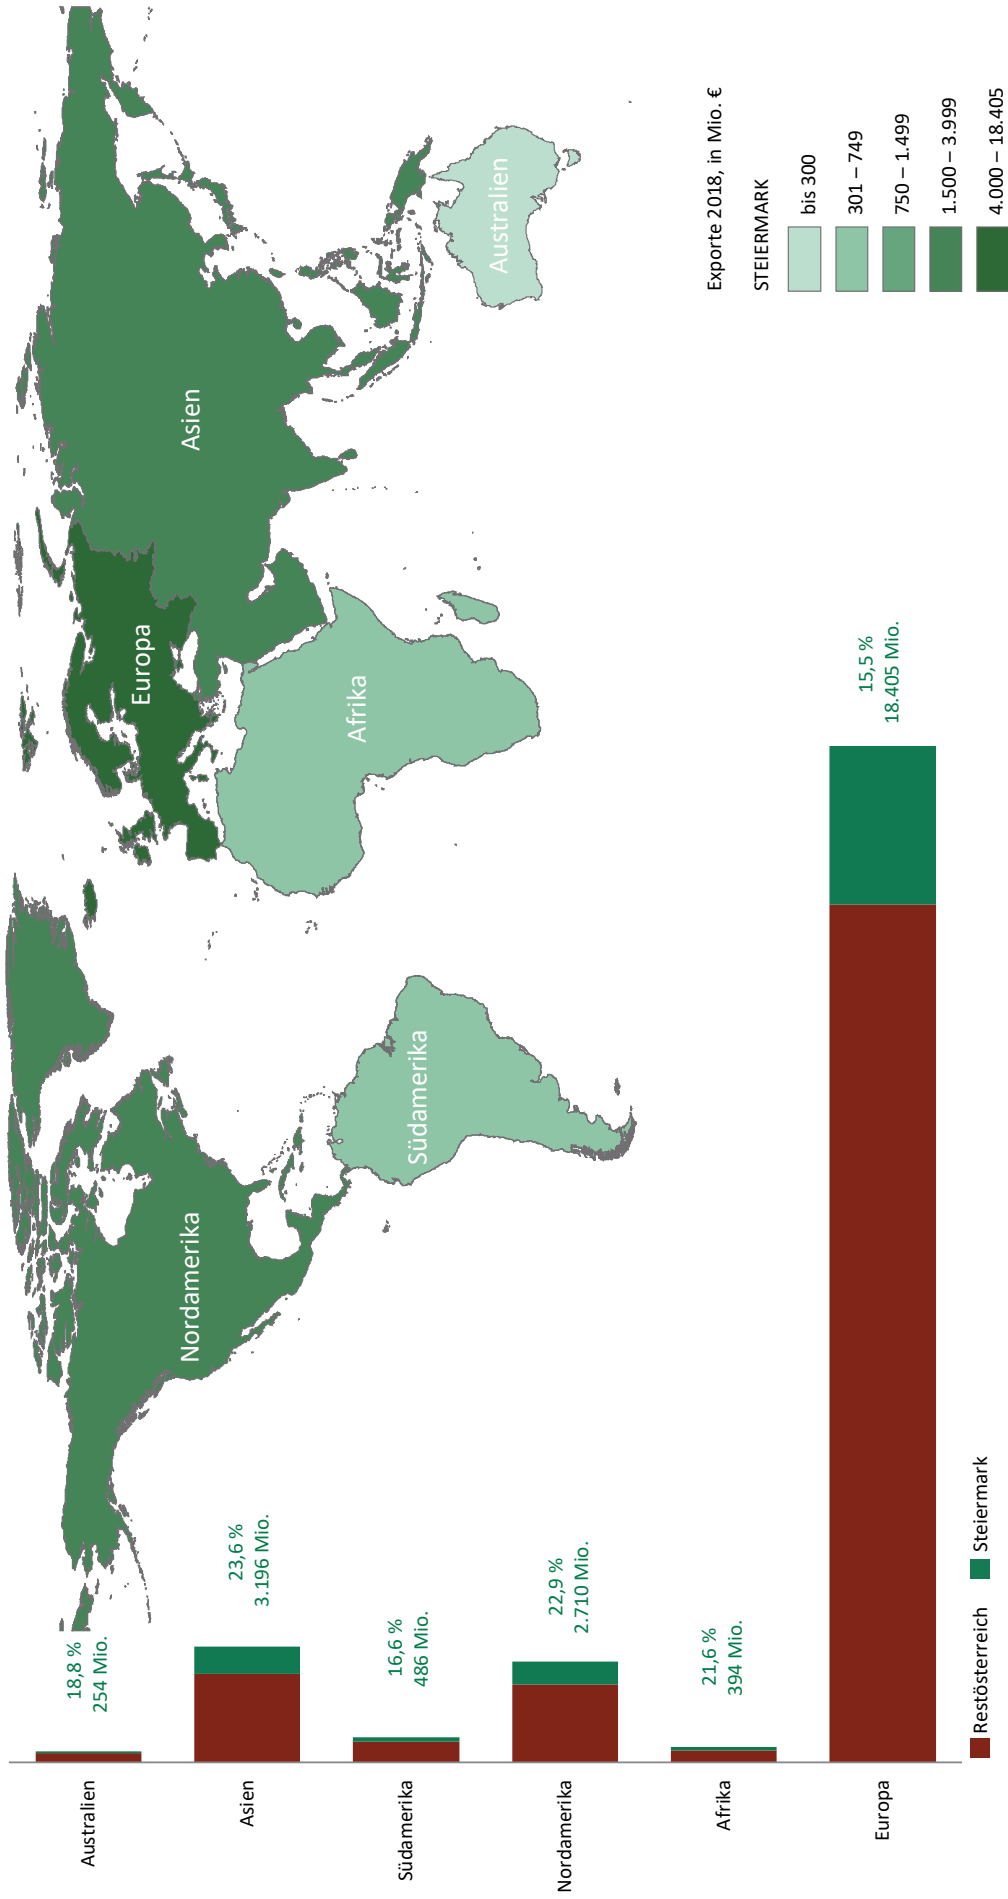 Europa
Asien
Nordamerika
Afrika
Südamerika
Australien
Exporte 2018, in Mio. €
STEIERMARK
bis 300
301 – 749
750 – 1.499
1.500 – 3.999
4.000 – 18.405
Australien
18,8 %
254 Mio.
Asien
23,6 %
3.196 Mio.
Südamerika
16,6 %
486 Mio.
Nordamerika
22,9 %
2.710 Mio.
Afrika
21,6 %
394 Mio.
Europa
15,5 %
18.405 Mio.
Restösterreich
Steiermark